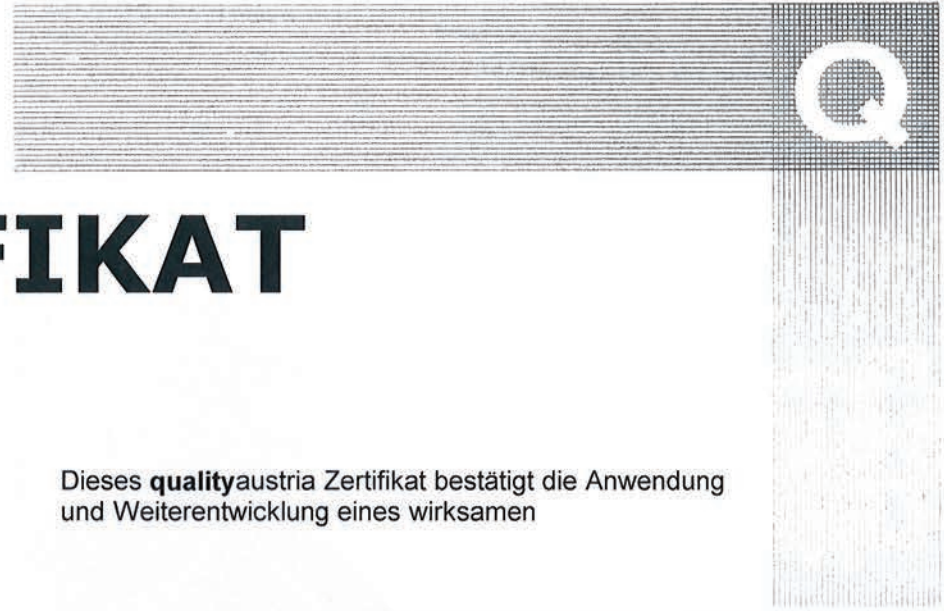 Q
FIKAT
Dieses qualityaustria Zertifikat bestätigt die Anwendung
und Weiterentwicklung eines wirksamen